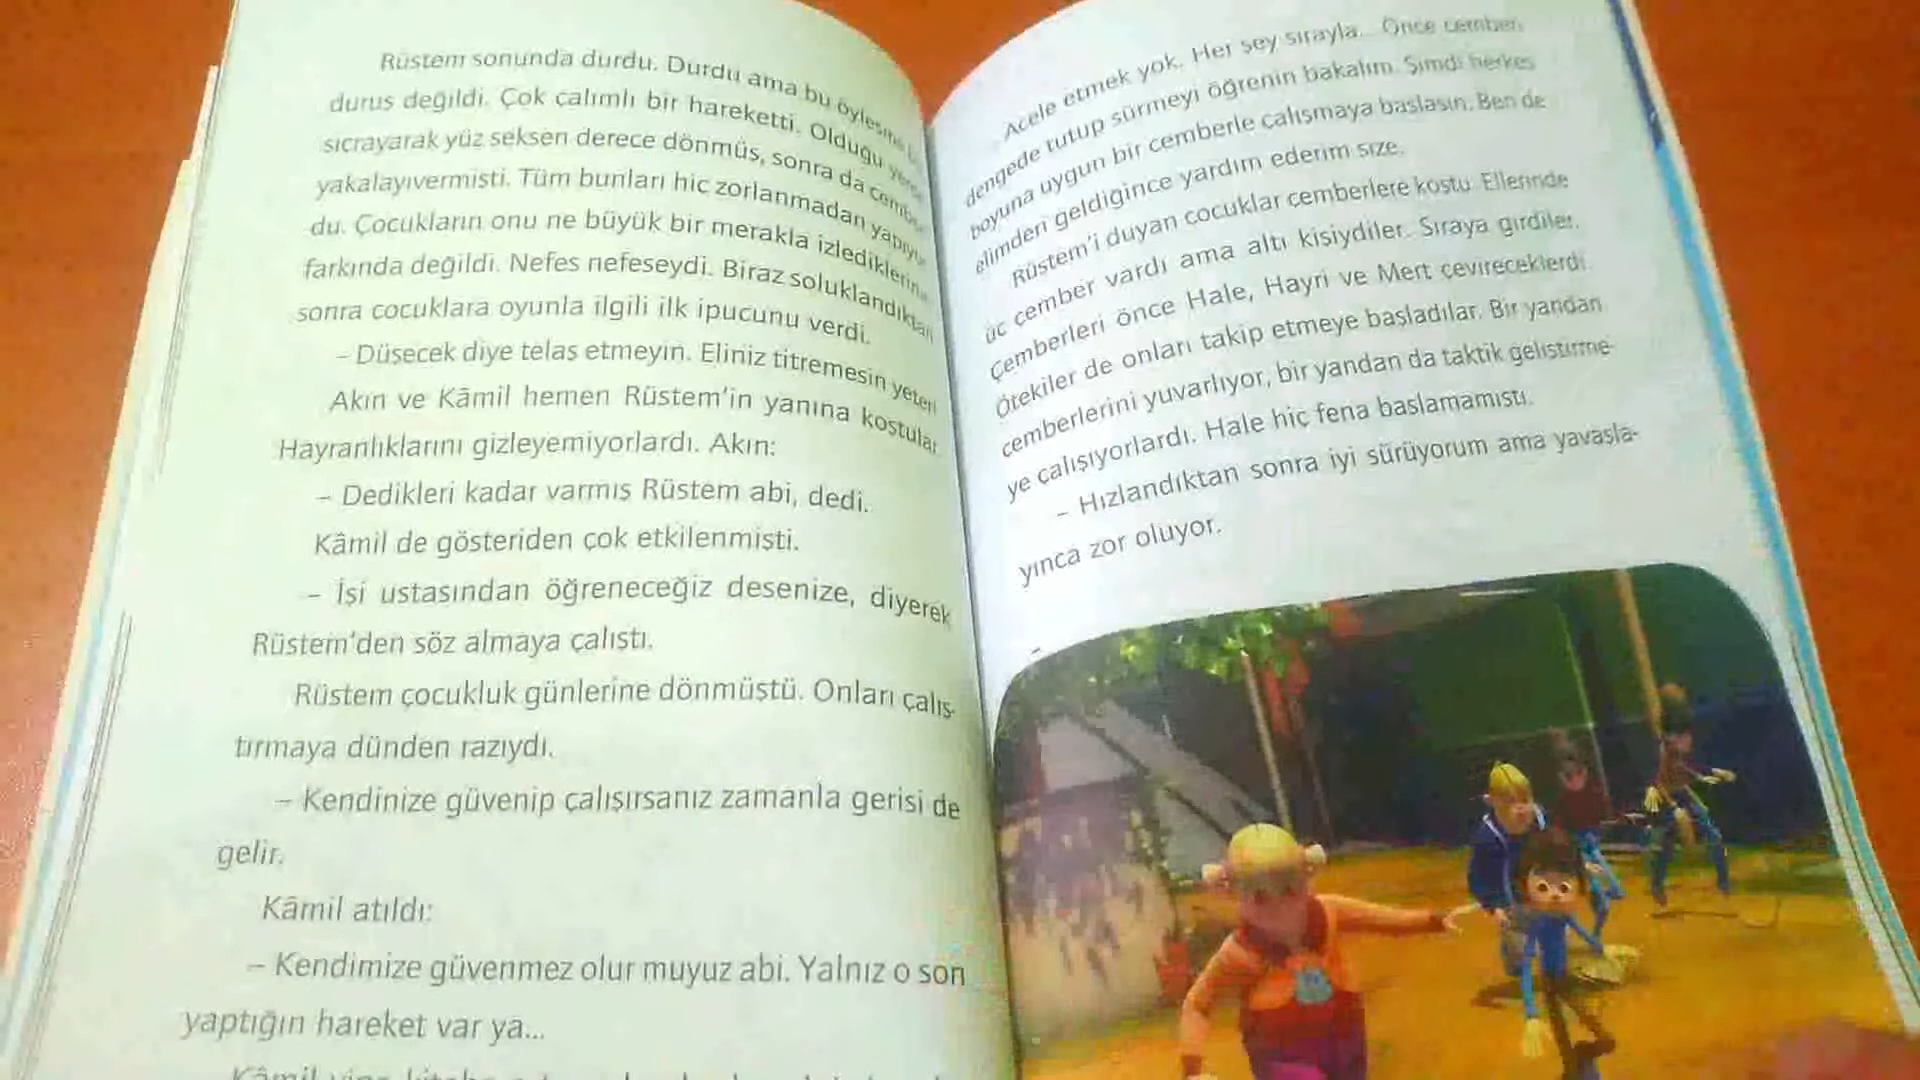 Rüstem sonunda durdu. Durdu ama bu öylesine
duruş değildi. Çok çalımlı bir hareketti. Olduğu
sıçrayarak yüz seksen derece dönmüş, sonra da
yakalayıvermişti. Tüm bunları hiç zorlanmadan
du. Çocukların onu ne büyük bir merakla izlediklerin
farkında değildi. Nefes nefeseydi. Biraz soluklandıktan
sonra çocuklara oyunla ilgili ilk ipucunu verdi.
– Düşecek diye telaş etmeyin. Eliniz titremesin yeter!
Akın ve Kâmil hemen Rüstem'in yanına koştular.
Hayranlıklarını gizleyemiyorlardı. Akın:
– Dedikleri kadar varmış Rüstem abi, dedi.
Kâmil de gösteriden çok etkilenmişti.
– İşi ustasından öğreneceğiz desenize, diyerek
Rüstem'den söz almaya çalıştı.
Rüstem çocukluk günlerine dönmüştü. Onları çalış-
tırmaya dünden razıydı.
– Kendinize güvenip çalışırsanız zamanla gerisi de
gelir.
Kâmil atıldı:
– Kendimize güvenmez olur muyuz abi. Yalnız o son
yaptığın hareket var ya...
Kâmil yine
Acele etmek yok. Her şey sırayla... Önce çemberi
dengede tutup sürmeyi öğrenin bakalım. Şimdi herkes
boyuna uygun bir çemberle çalışmaya başlasın. Ben de
elimden geldiğince yardım ederim size.
Rüstem'i duyan çocuklar çemberlere koştu. Ellerinde
üç çember vardı ama altı kişiydiler. Sıraya girdiler.
Çemberleri önce Hale, Hayri ve Mert çevireceklerdi.
Ötekiler de onları takip etmeye başladılar. Bir yandan
çemberlerini yuvarlıyor, bir yandan da taktik geliştirme-
ye çalışıyorlardı. Hale hiç fena başlamamıştı.
– Hızlandıktan sonra iyi sürüyorum ama yavaşla-
yınca zor oluyor.